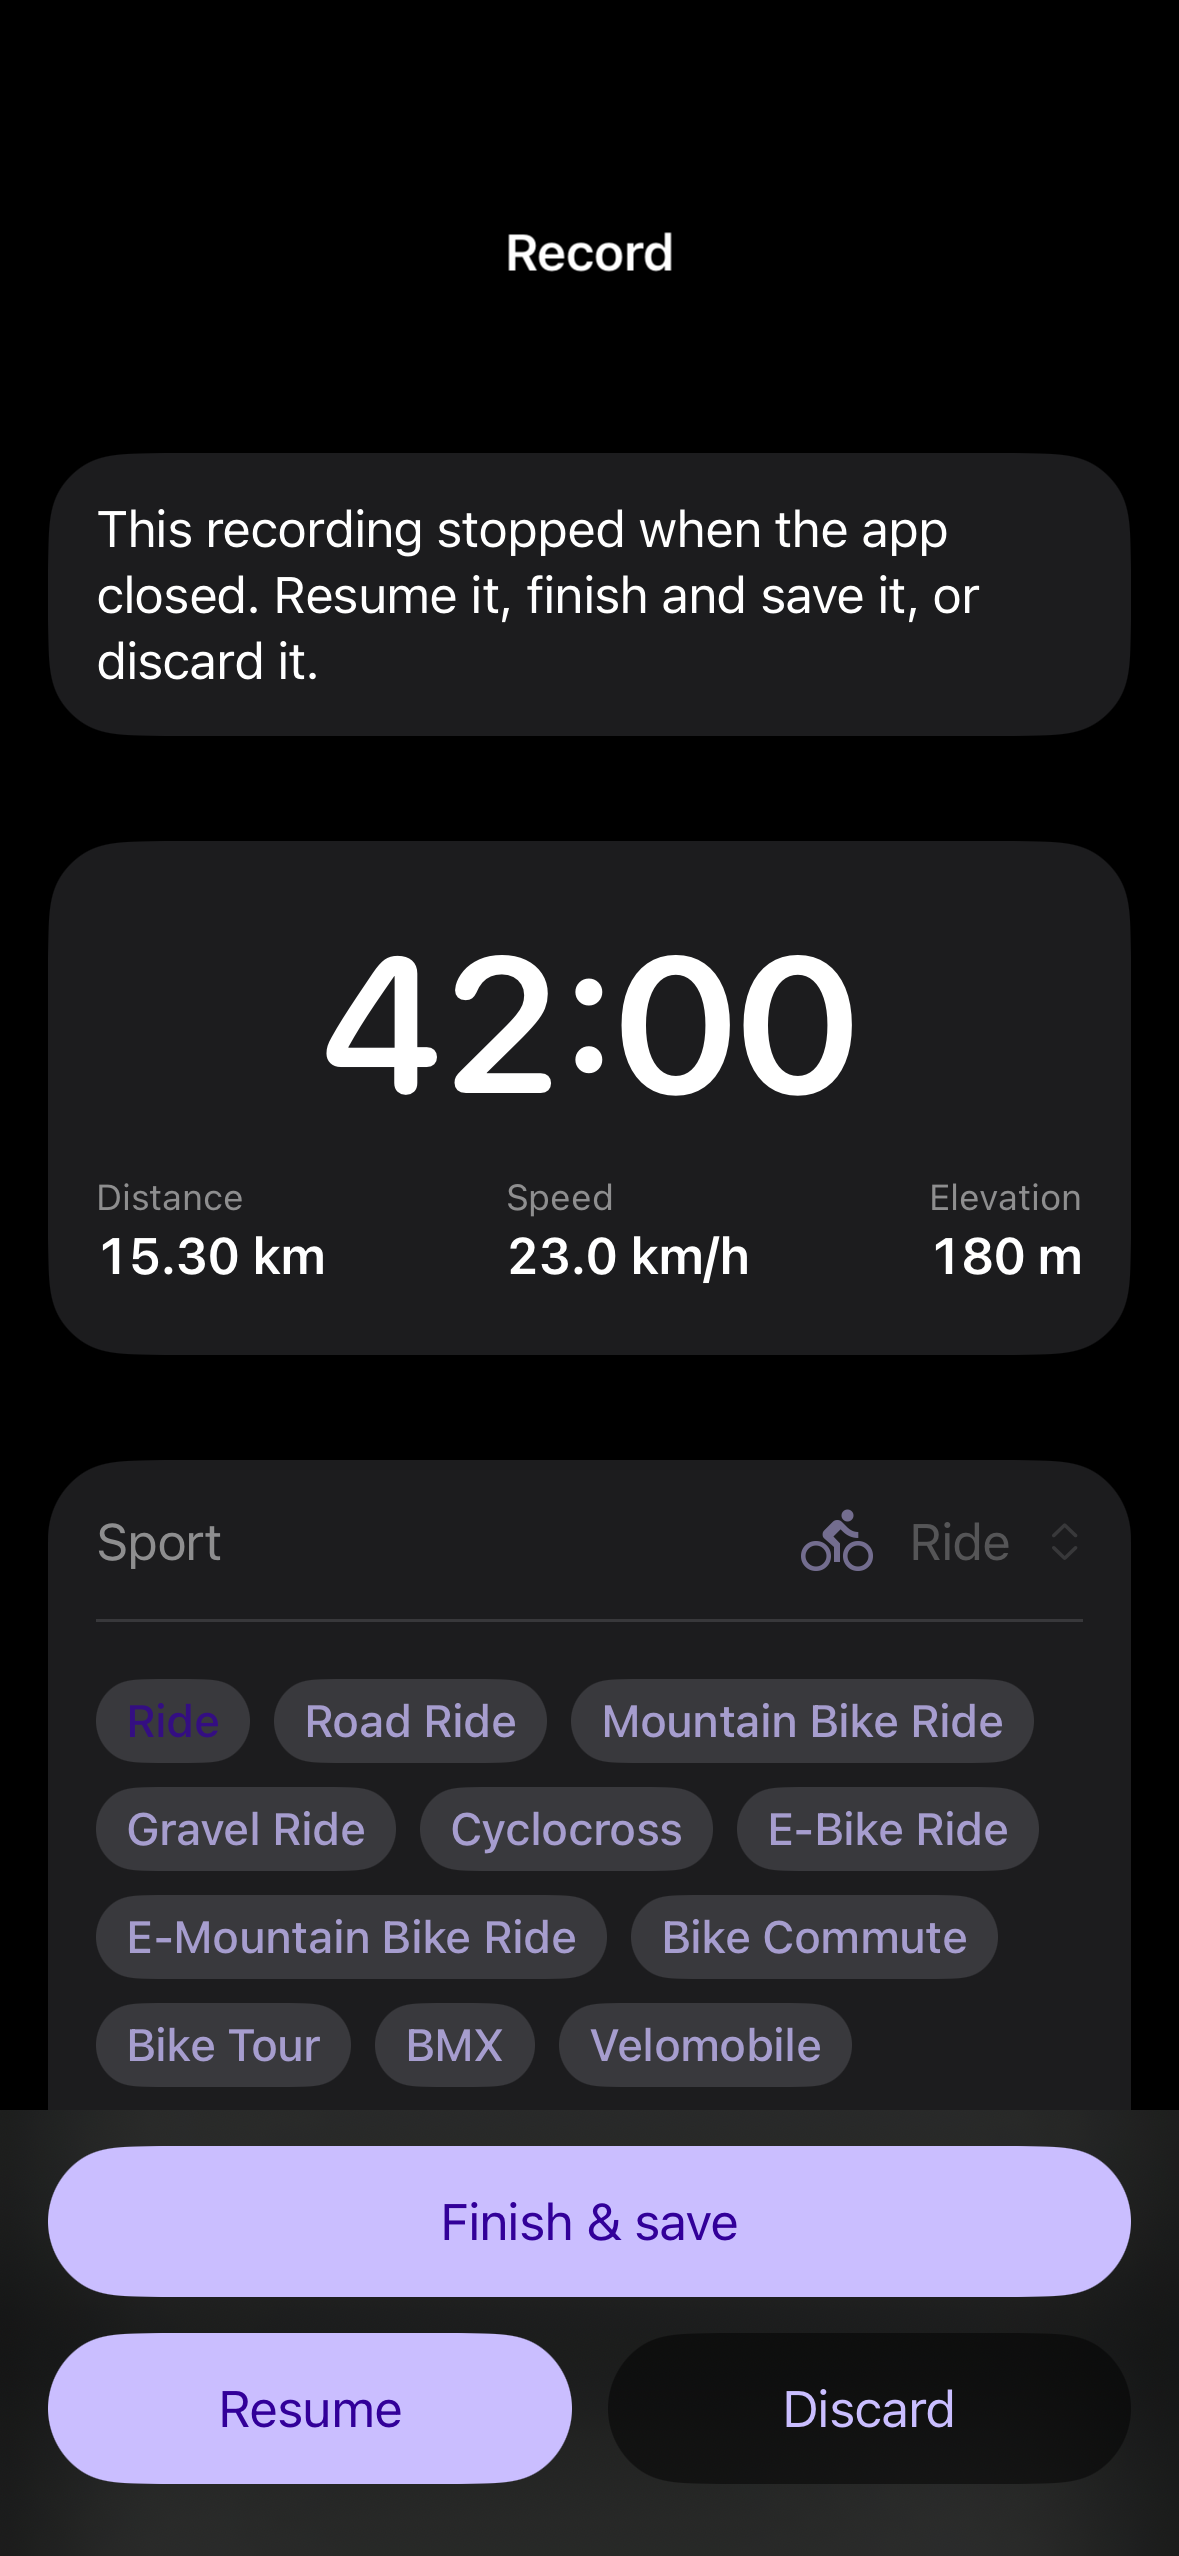 Record
This recording stopped when the app
closed. Resume it, finish and save it, or
discard it.
42:00
Distance Speed Elevation
15.30 km 23.0 km/h 180 m
Sport Ride
Ride Road Ride Mountain Bike Ride
Gravel Ride Cyclocross E-Bike Ride
E-Mountain Bike Ride Bike Commute
Bike Tour BMX Velomobile
Finish & save
Resume Discard